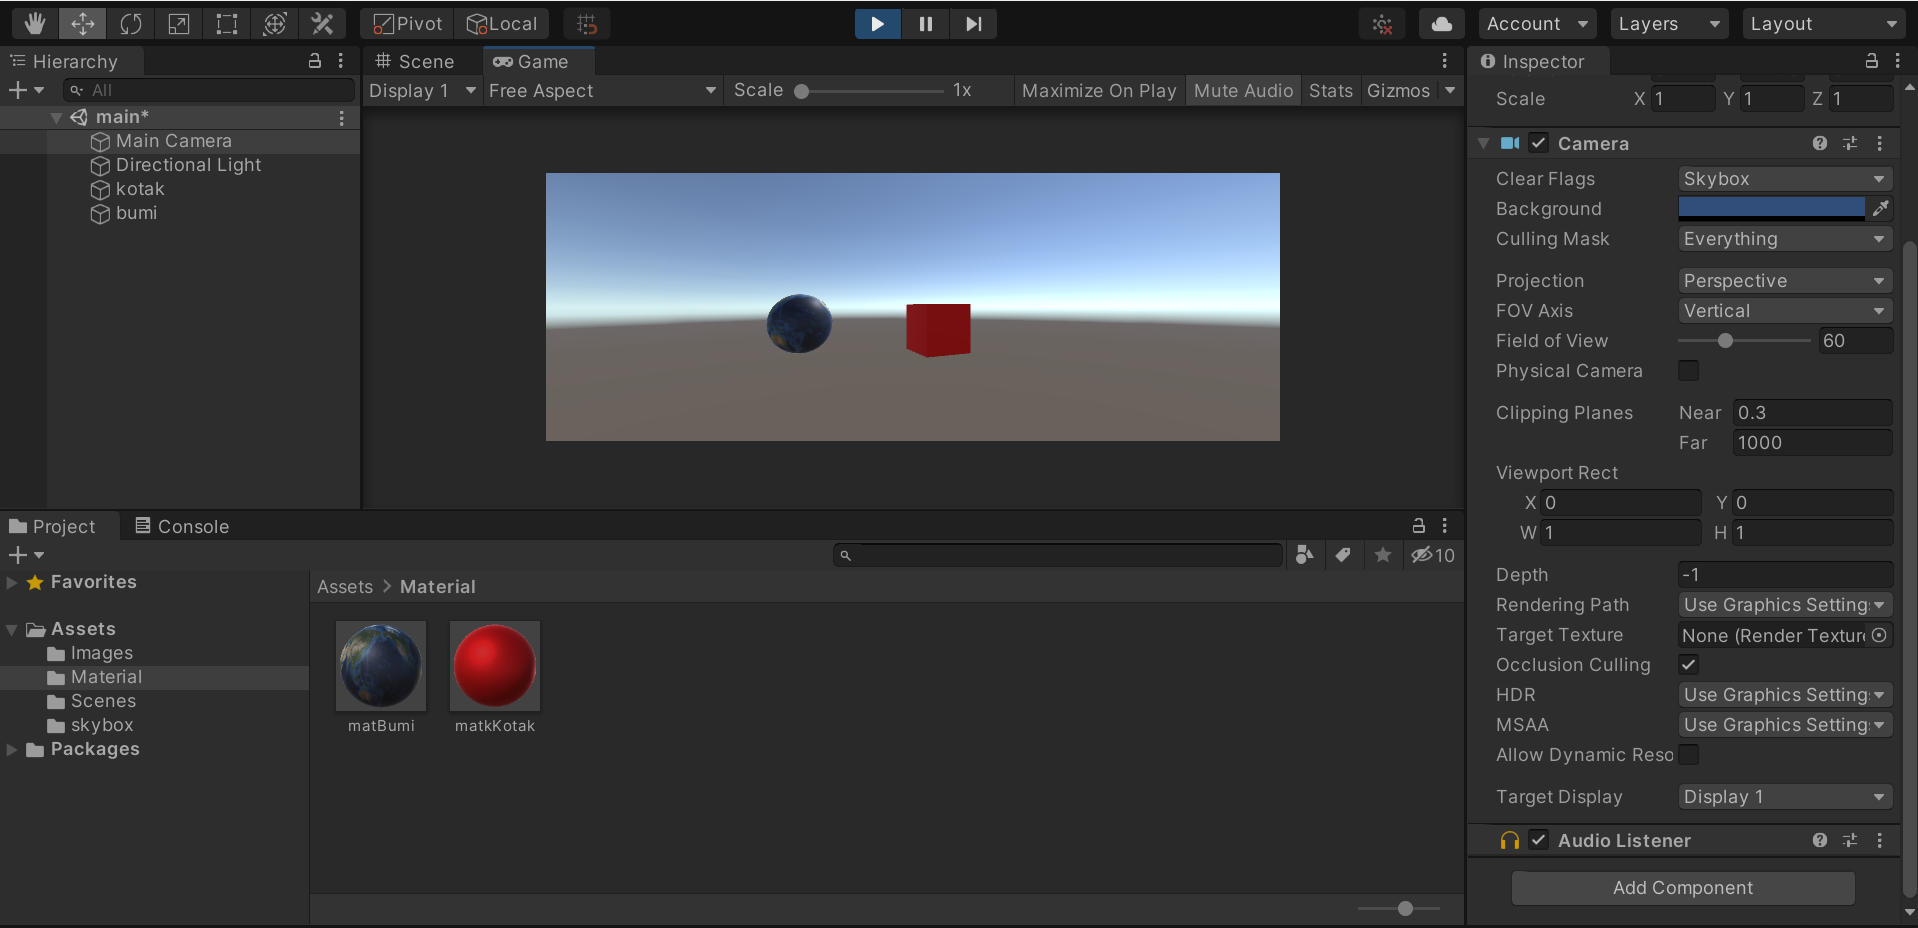 Pivot Local Account Layers Layout
Hierarchy
All
main*
Main Camera
Directional Light
kotak
bumi
Scene Game
Display 1 Free Aspect Scale 1x Maximize On Play Mute Audio Stats Gizmos
Inspector
Scale X 1 Y 1 Z 1
Camera
Clear Flags Skybox
Background
Culling Mask Everything
Projection Perspective
FOV Axis Vertical
Field of View 60
Physical Camera
Clipping Planes Near 0.3
Far 1000
Viewport Rect
X 0 Y 0
W 1 H 1
Depth -1
Rendering Path Use Graphics Setting
Target Texture None (Render Texture
Occlusion Culling
HDR Use Graphics Setting
MSAA Use Graphics Setting
Allow Dynamic Reso
Target Display Display 1
Audio Listener
Add Component
Project Console
10
Favorites
Assets
Images
Material
Scenes
skybox
Packages
Assets > Material
matBumi matkKotak